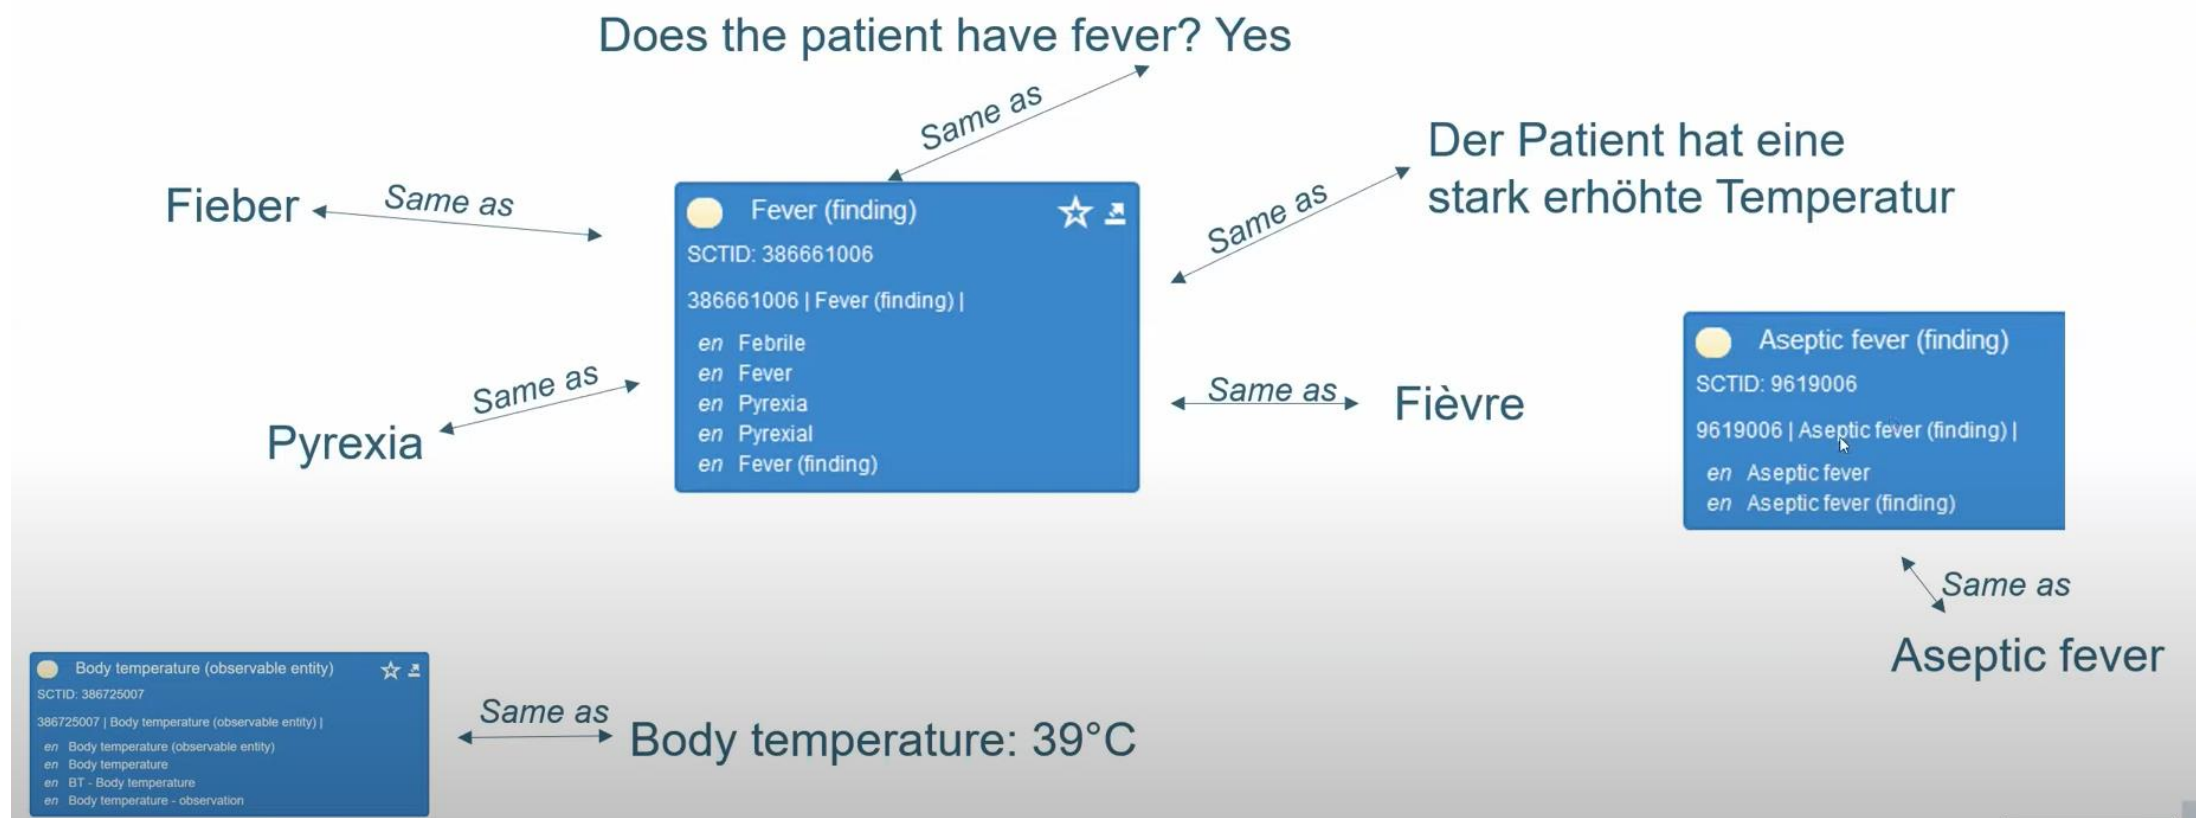 Does the patient have fever? Yes
Same as
Der Patient hat eine
stark erhöhte Temperatur
Same as
Fieber
Same as
Fever (finding)
SCTID: 386661006
386661006 | Fever (finding) |
en Febrile
en Fever
en Pyrexia
en Pyrexial
en Fever (finding)
Same as
Pyrexia
Same as
Fièvre
Aseptic fever (finding)
SCTID: 9619006
9619006 | Aseptic fever (finding) |
en Aseptic fever
en Aseptic fever (finding)
Same as
Aseptic fever
Body temperature (observable entity)
SCTID: 386725007
386725007 | Body temperature (observable entity) |
en Body temperature (observable entity)
en Body temperature
en BT - Body temperature
en Body temperature - observation
Same as
Body temperature: 39°C